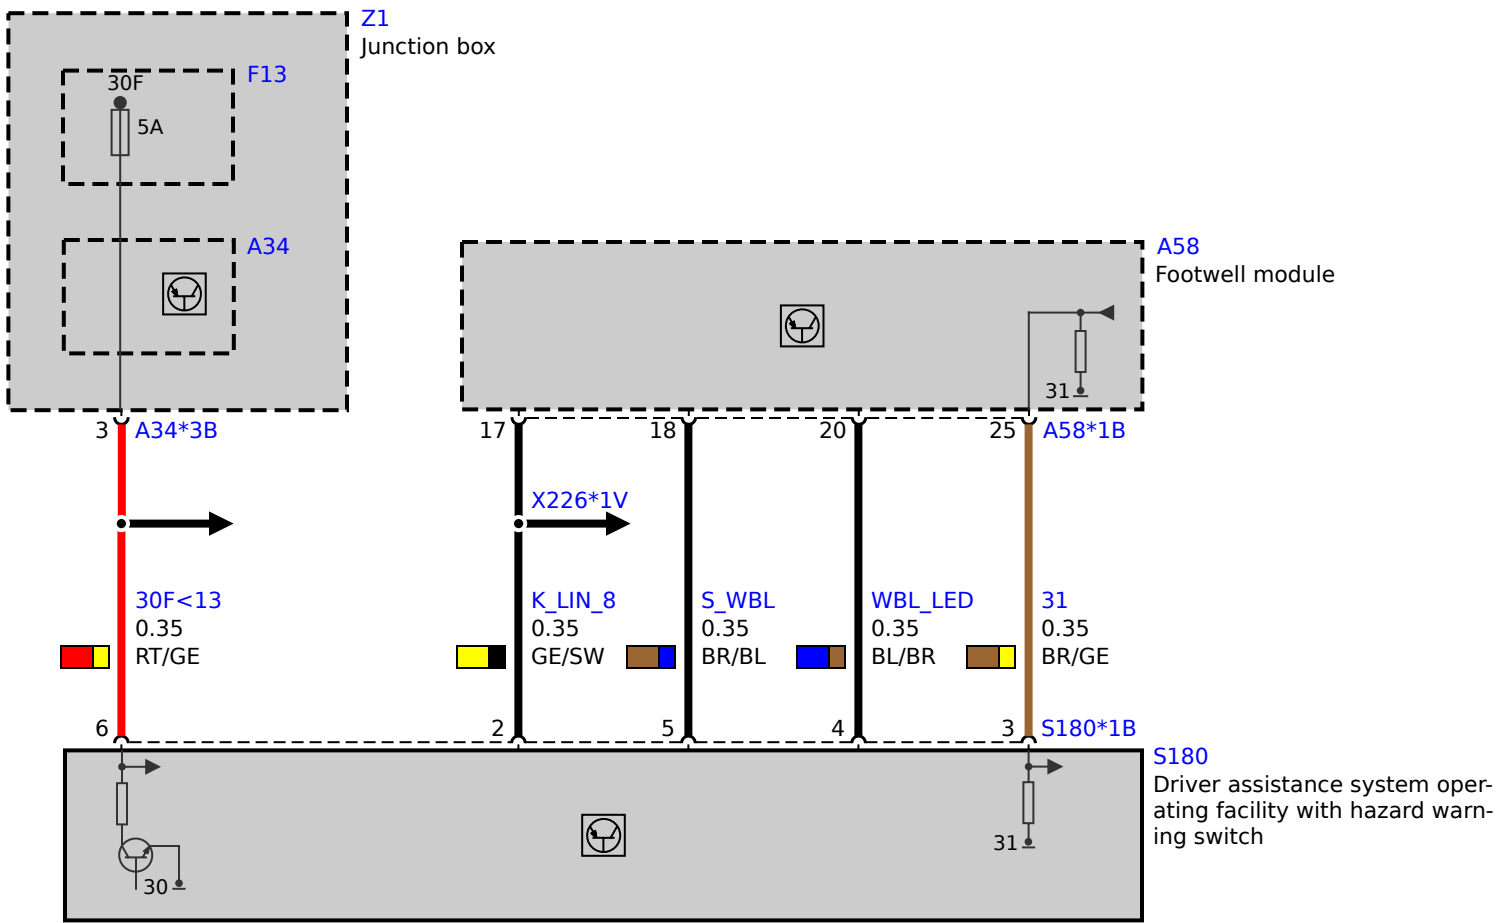 Z1
Junction box
F13
30F
5A
A34
A58
Footwell module
31
3
A34*3B
17
18
20
25
A58*1B
X226*1V
30F<13
0.35
RT/GE
K_LIN_8
0.35
GE/SW
S_WBL
0.35
BR/BL
WBL_LED
0.35
BL/BR
31
0.35
BR/GE
6
2
5
4
3
S180*1B
S180
Driver assistance system oper-
ating facility with hazard warn-
ing switch
31
30